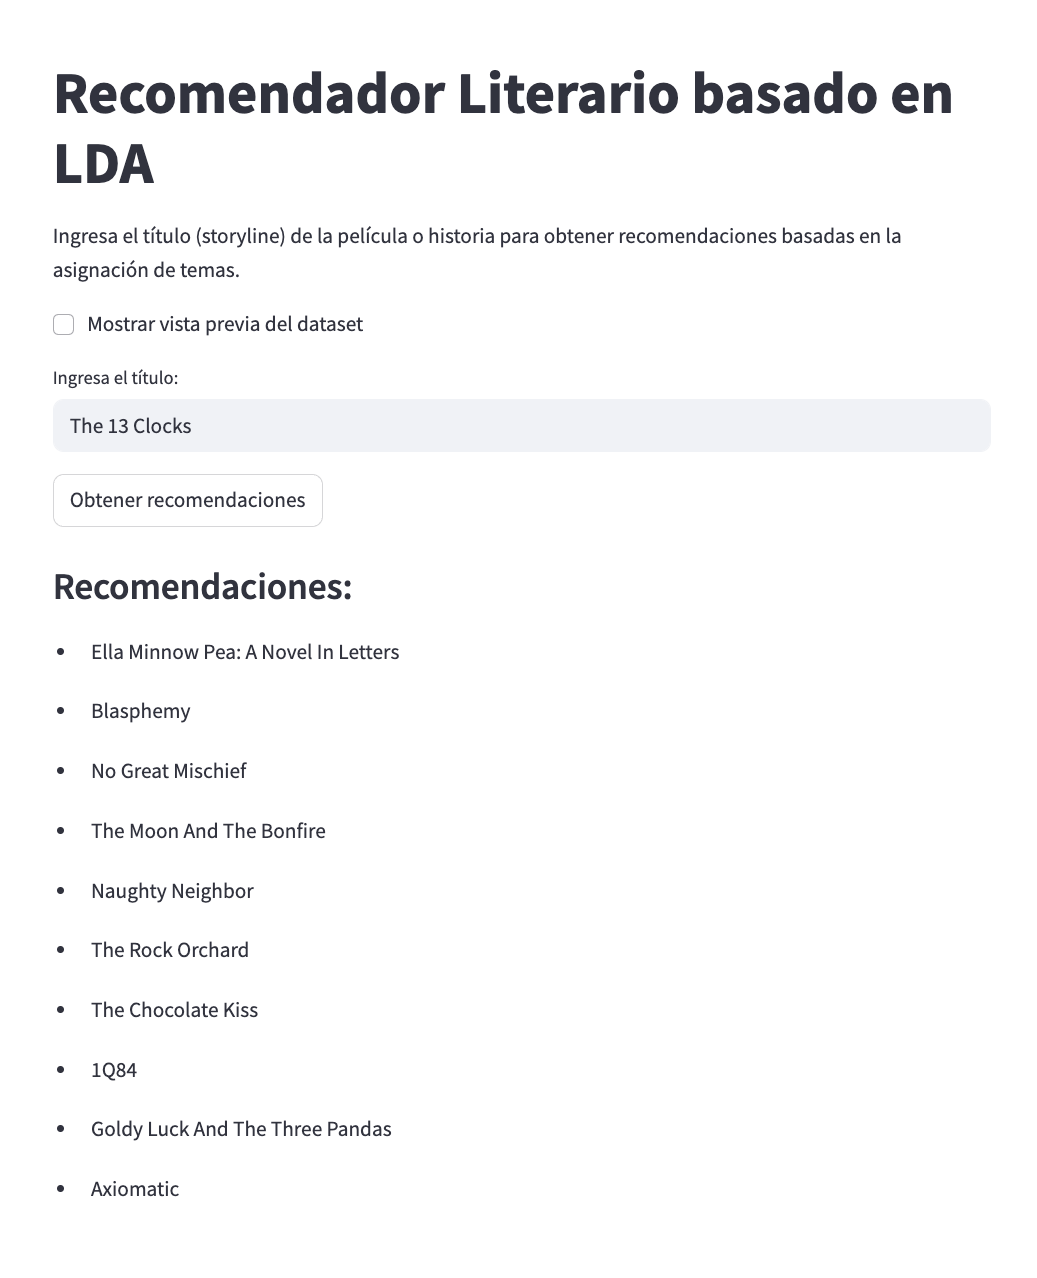 Recomendador Literario basado en
LDA
Ingresa el título (storyline) de la película o historia para obtener recomendaciones basadas en la
asignación de temas.
Mostrar vista previa del dataset
Ingresa el título:
The 13 Clocks
Obtener recomendaciones
Recomendaciones:
• Ella Minnow Pea: A Novel In Letters
• Blasphemy
• No Great Mischief
• The Moon And The Bonfire
• Naughty Neighbor
• The Rock Orchard
• The Chocolate Kiss
• 1Q84
• Goldy Luck And The Three Pandas
• Axiomatic